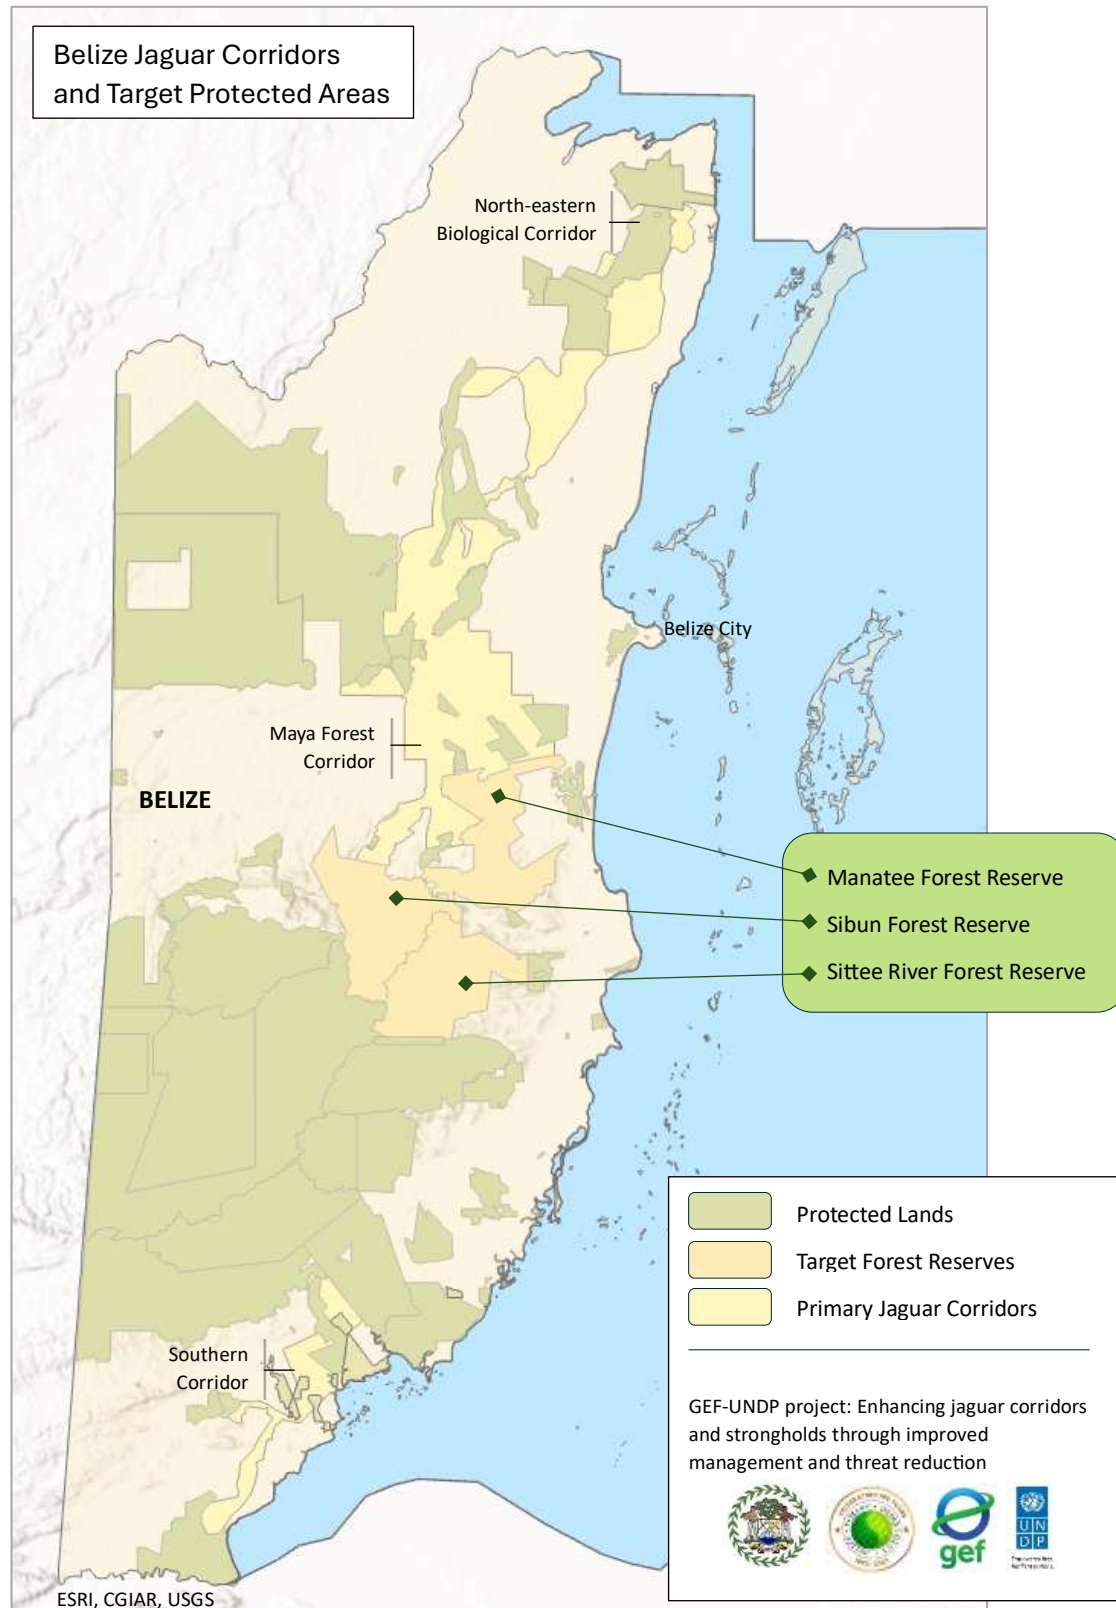 Belize Jaguar Corridors
and Target Protected Areas
North-eastern
Biological Corridor
Belize City
Maya Forest
Corridor
BELIZE
Manatee Forest Reserve
Sibun Forest Reserve
Sittee River Forest Reserve
Protected Lands
Target Forest Reserves
Primary Jaguar Corridors
Southern
Corridor
GEF-UNDP project: Enhancing jaguar corridors
and strongholds through improved
management and threat reduction
gef
U N
D P
ESRI, CGIAR, USGS